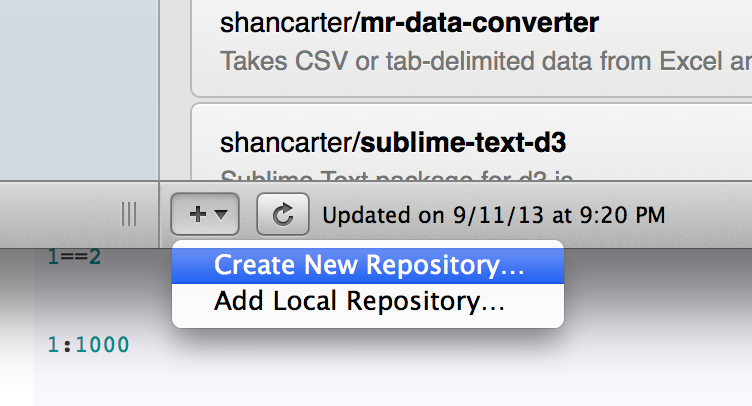 shancarter/mr-data-converter
Takes CSV or tab-delimited data from Excel
shancarter/sublime-text-d3
Sublime Text package for d3 js
Updated on 9/11/13 at 9:20 PM
1==2
Create New Repository...
Add Local Repository...
1:1000